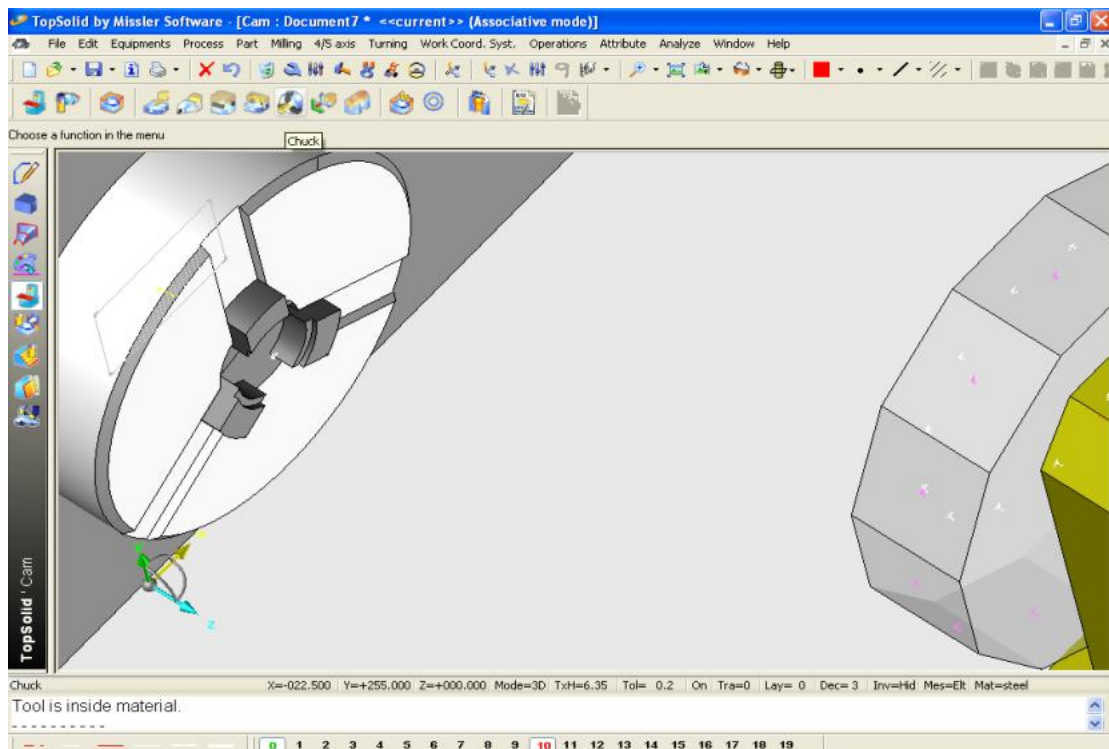 TopSolid by Missler Software - [Cam : Document7 * <<current>> (Associative mode)]
File Edit Equipments Process Part Milling 4/5 axis Turning Work Coord. Syst. Operations Attribute Analyze Window Help
Choose a function in the menu
Chuck
z
TopSolid'Cam
Chuck X=-022.500 Y=+255.000 Z=+000.000 Mode=3D TxH=6.35 Tol= 0.2 On Tra=0 Lay= 0 Dec= 3 Inv=Hid Mes=Elt Mat=steel
Tool is inside material.
- - - - - - - - - -
0 1 2 3 4 5 6 7 8 9 10 11 12 13 14 15 16 17 18 19